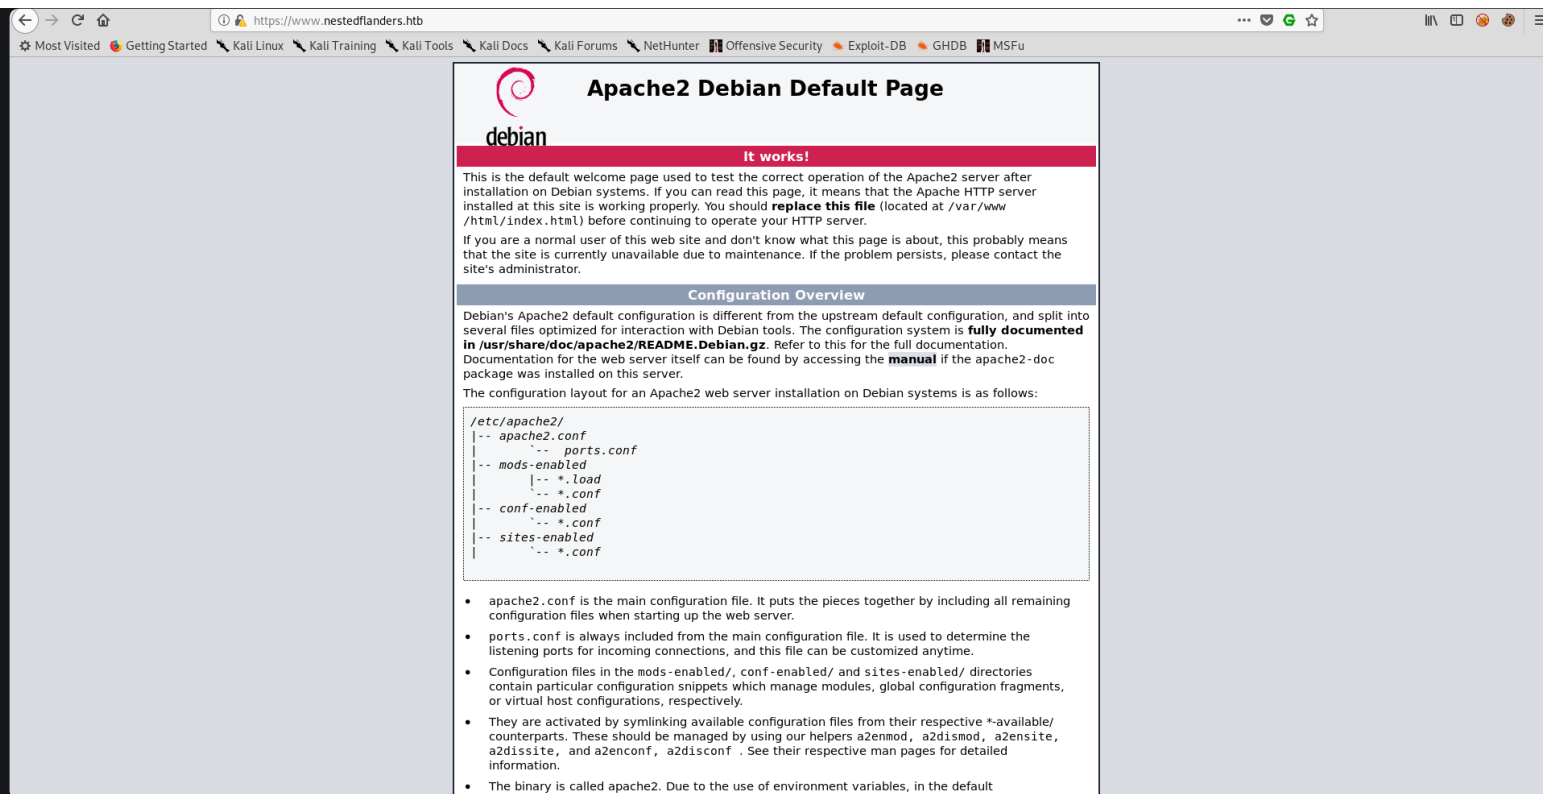 https://www.nestedflanders.htb
Most Visited Getting Started Kali Linux Kali Training Kali Tools Kali Docs Kali Forums NetHunter Offensive Security Exploit-DB GHDB MSFu
debian
Apache2 Debian Default Page
It works!
This is the default welcome page used to test the correct operation of the Apache2 server after
installation on Debian systems. If you can read this page, it means that the Apache HTTP server
installed at this site is working properly. You should replace this file (located at /var/www
/html/index.html) before continuing to operate your HTTP server.
If you are a normal user of this web site and don't know what this page is about, this probably means
that the site is currently unavailable due to maintenance. If the problem persists, please contact the
site's administrator.
Configuration Overview
Debian's Apache2 default configuration is different from the upstream default configuration, and split into
several files optimized for interaction with Debian tools. The configuration system is fully documented
in /usr/share/doc/apache2/README.Debian.gz. Refer to this for the full documentation.
Documentation for the web server itself can be found by accessing the manual if the apache2-doc
package was installed on this server.
The configuration layout for an Apache2 web server installation on Debian systems is as follows:
/etc/apache2/
|-- apache2.conf
|       `--  ports.conf
|-- mods-enabled
|       |-- *.load
|       `-- *.conf
|-- conf-enabled
|       `-- *.conf
|-- sites-enabled
|       `-- *.conf
• apache2.conf is the main configuration file. It puts the pieces together by including all remaining
configuration files when starting up the web server.
• ports.conf is always included from the main configuration file. It is used to determine the
listening ports for incoming connections, and this file can be customized anytime.
• Configuration files in the mods-enabled/, conf-enabled/ and sites-enabled/ directories
contain particular configuration snippets which manage modules, global configuration fragments,
or virtual host configurations, respectively.
• They are activated by symlinking available configuration files from their respective *-available/
counterparts. These should be managed by using our helpers a2enmod, a2dismod, a2ensite,
a2dissite, and a2enconf, a2disconf . See their respective man pages for detailed
information.
• The binary is called apache2. Due to the use of environment variables, in the default